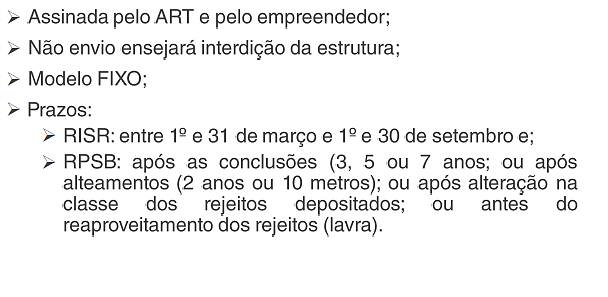 ➢ Assinada pelo ART e pelo empreendedor;
➢ Não envio ensejará interdição da estrutura;
➢ Modelo FIXO;
➢ Prazos:
➢ RISR: entre 1º e 31 de março e 1º e 30 de setembro e;
➢ RPSB: após as conclusões (3, 5 ou 7 anos; ou após
alteamentos (2 anos ou 10 metros); ou após alteração na
classe dos rejeitos depositados; ou antes do
reaproveitamento dos rejeitos (lavra).